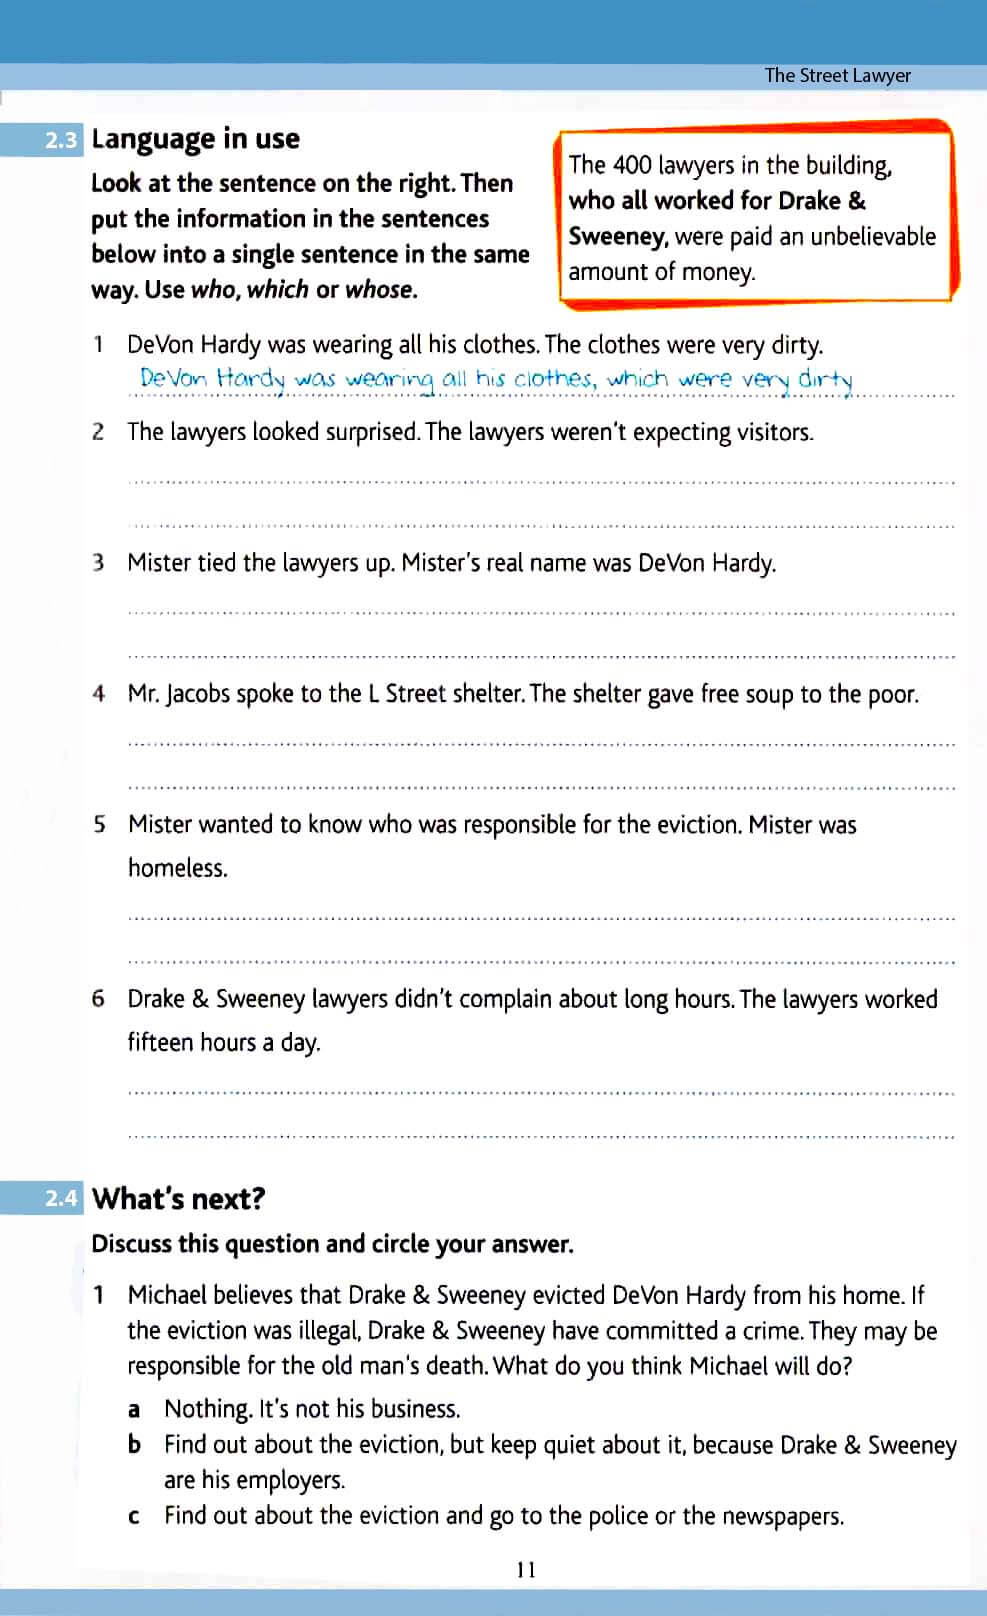 The Street Lawyer
2.3 Language in use
Look at the sentence on the right. Then
put the information in the sentences
below into a single sentence in the same
way. Use who, which or whose.
The 400 lawyers in the building,
who all worked for Drake &
Sweeney, were paid an unbelievable
amount of money.
1 DeVon Hardy was wearing all his clothes. The clothes were very dirty.
DeVon Hardy was wearing all his clothes, which were very dirty
2 The lawyers looked surprised. The lawyers weren't expecting visitors.
3 Mister tied the lawyers up. Mister's real name was DeVon Hardy.
4 Mr. Jacobs spoke to the L Street shelter. The shelter gave free soup to the poor.
5 Mister wanted to know who was responsible for the eviction. Mister was
homeless.
6 Drake & Sweeney lawyers didn't complain about long hours. The lawyers worked
fifteen hours a day.
2.4 What's next?
Discuss this question and circle your answer.
1 Michael believes that Drake & Sweeney evicted DeVon Hardy from his home. If
the eviction was illegal, Drake & Sweeney have committed a crime. They may be
responsible for the old man's death. What do you think Michael will do?
a Nothing. It's not his business.
b Find out about the eviction, but keep quiet about it, because Drake & Sweeney
are his employers.
c Find out about the eviction and go to the police or the newspapers.
11